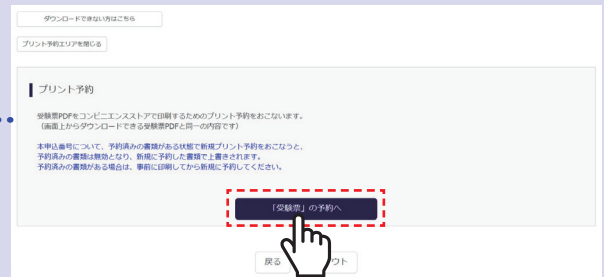 ダウンロードできない方はこちら
プリント予約エリアを閉じる
プリント予約
受験票PDFをコンビニエンスストアで印刷するためのプリント予約をおこないます。
（画面上からダウンロードできる受験票PDFと同一の内容です）
本申込番号について、予約済みの書類がある状態で新規プリント予約をおこなうと、
予約済みの書類は無効となり、新規に予約した書類で上書きされます。
予約済みの書類がある場合は、事前に印刷してから新規に予約してください。
「受験票」の予約へ
戻る
ウト